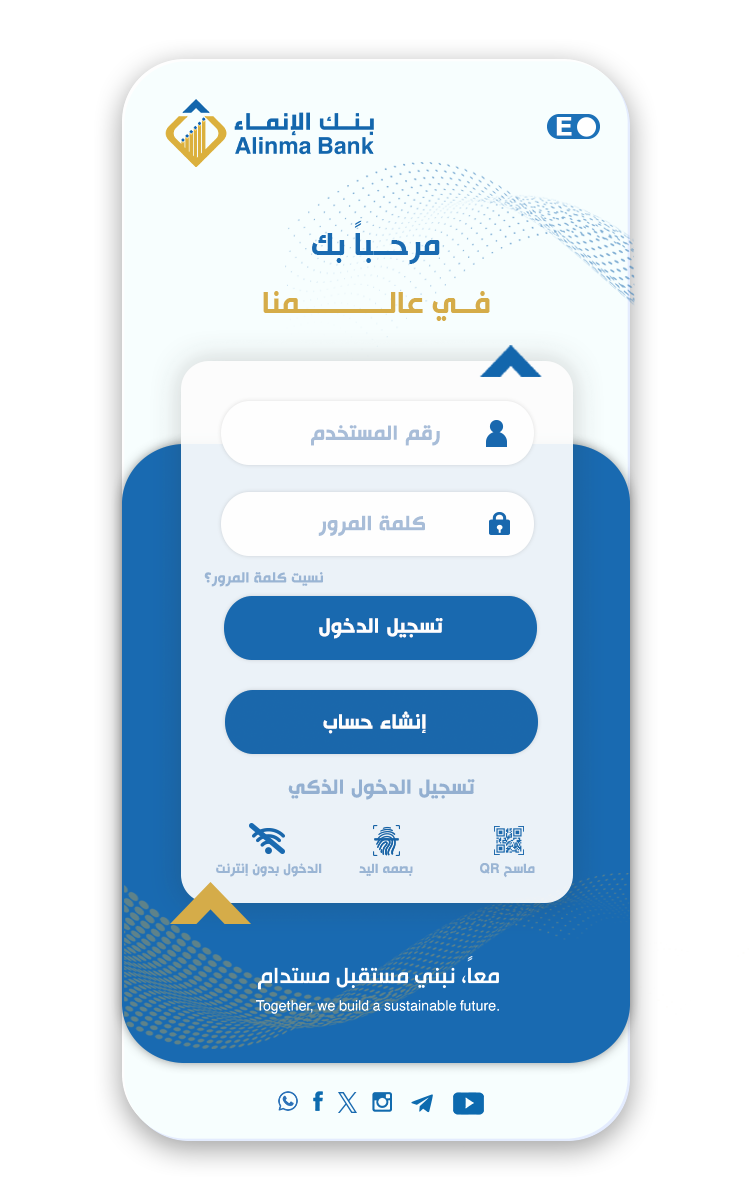 بنك الإنماء
Alinma Bank
E
مرحباً بك
في عالمنا
رقم المستخدم
كلمة المرور
نسيت كلمة المرور؟
تسجيل الدخول
إنشاء حساب
تسجيل الدخول الذكي
ماسح QR
بصمه اليد
الدخول بدون إنترنت
معاً، نبني مستقبل مستدام
Together, we build a sustainable future.